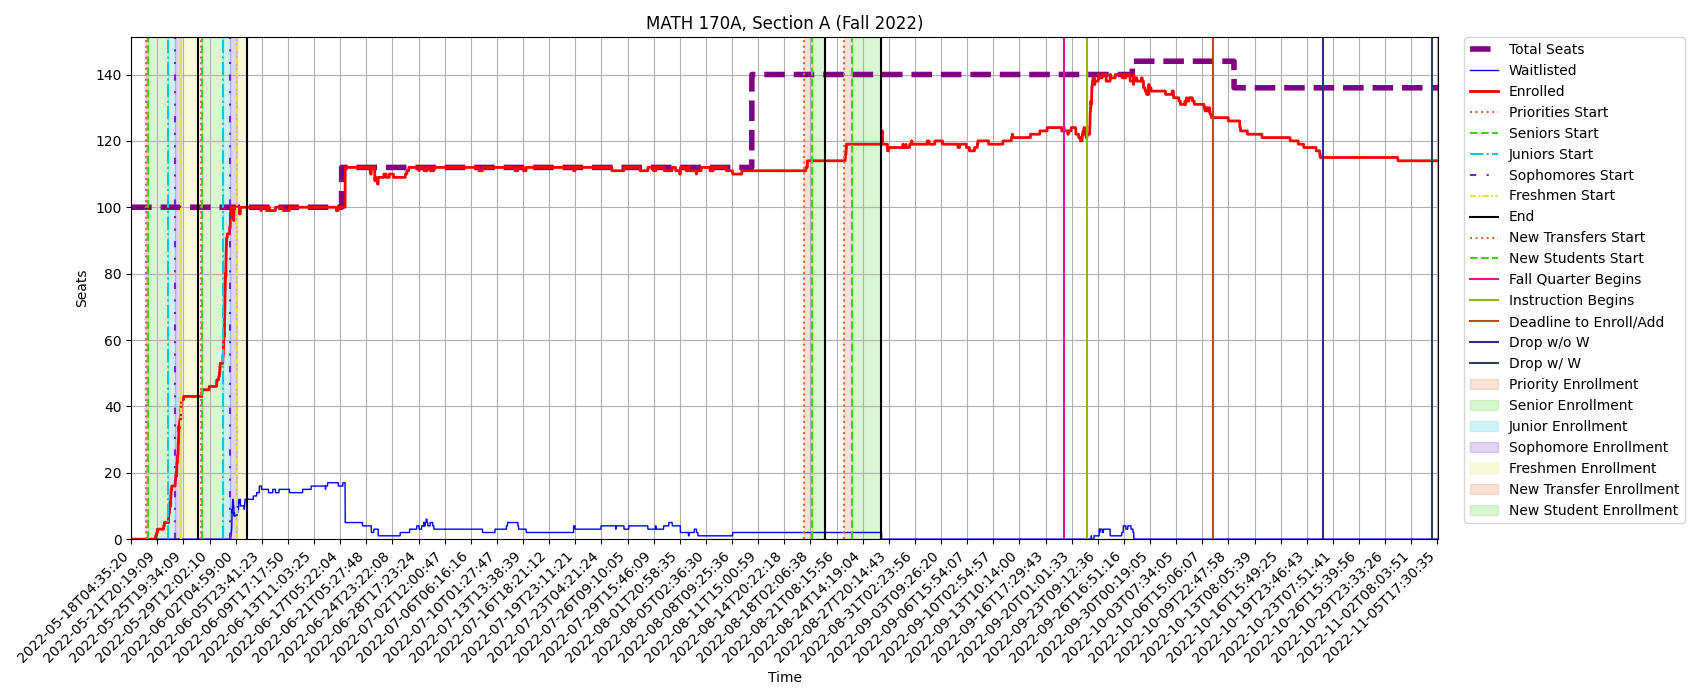 MATH 170A, Section A (Fall 2022)
Seats
140
120
100
80
60
40
20
0
2022-05-18T04:35:20
2022-05-21T20:19:09
2022-05-25T19:34:09
2022-05-29T12:02:10
2022-06-02T04:59:00
2022-06-05T23:41:23
2022-06-09T17:17:50
2022-06-13T11:03:25
2022-06-17T05:22:04
2022-06-21T05:27:48
2022-06-24T23:22:08
2022-06-28T17:23:24
2022-07-02T12:00:47
2022-07-06T06:16:16
2022-07-10T01:27:47
2022-07-13T13:38:39
2022-07-16T18:21:12
2022-07-19T23:11:21
2022-07-23T04:21:24
2022-07-26T09:10:05
2022-07-29T15:46:09
2022-08-01T20:58:35
2022-08-05T02:36:30
2022-08-08T09:25:36
2022-08-11T15:00:59
2022-08-14T20:22:18
2022-08-18T02:06:38
2022-08-21T08:15:56
2022-08-24T14:19:04
2022-08-27T20:14:43
2022-08-31T02:23:56
2022-09-03T09:26:20
2022-09-06T15:54:07
2022-09-10T02:54:57
2022-09-13T10:14:00
2022-09-16T17:29:43
2022-09-20T01:01:33
2022-09-23T09:12:36
2022-09-26T16:51:16
2022-09-30T00:19:05
2022-10-03T07:34:05
2022-10-06T15:06:07
2022-10-09T22:47:58
2022-10-13T08:05:39
2022-10-16T15:49:25
2022-10-19T23:46:43
2022-10-23T07:51:41
2022-10-26T15:39:56
2022-10-29T23:33:26
2022-11-02T08:03:51
2022-11-05T17:30:35
Time
Total Seats
Waitlisted
Enrolled
Priorities Start
Seniors Start
Juniors Start
Sophomores Start
Freshmen Start
End
New Transfers Start
New Students Start
Fall Quarter Begins
Instruction Begins
Deadline to Enroll/Add
Drop w/o W
Drop w/ W
Priority Enrollment
Senior Enrollment
Junior Enrollment
Sophomore Enrollment
Freshmen Enrollment
New Transfer Enrollment
New Student Enrollment